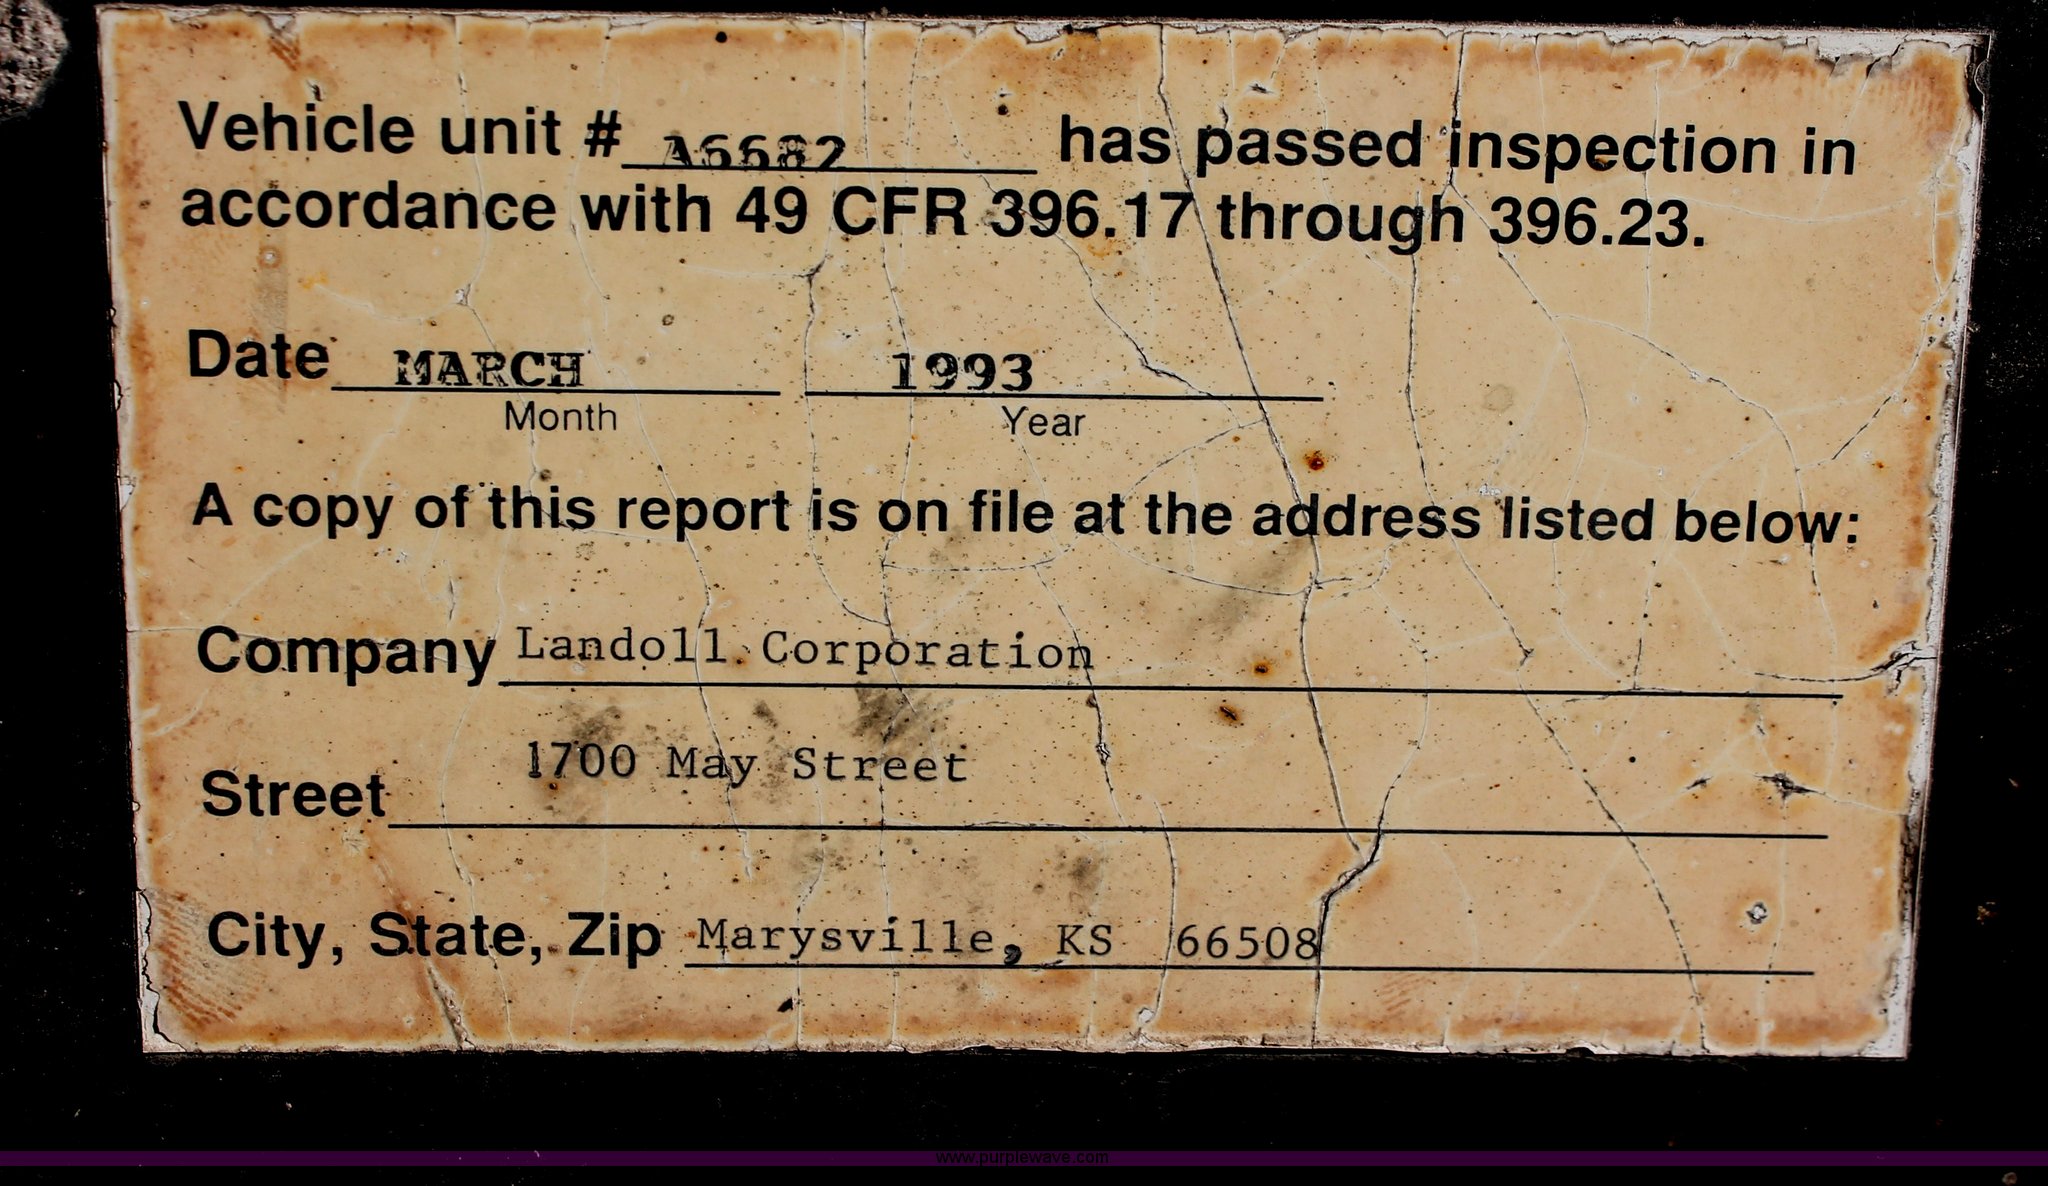 Vehicle unit # A6682 has passed inspection in
accordance with 49 CFR 396.17 through 396.23.
Date MARCH 1993
Month Year
A copy of this report is on file at the address listed below:
Company Landoll Corporation
Street 1700 May Street
City, State, Zip Marysville, KS 66508
www.purplewave.com